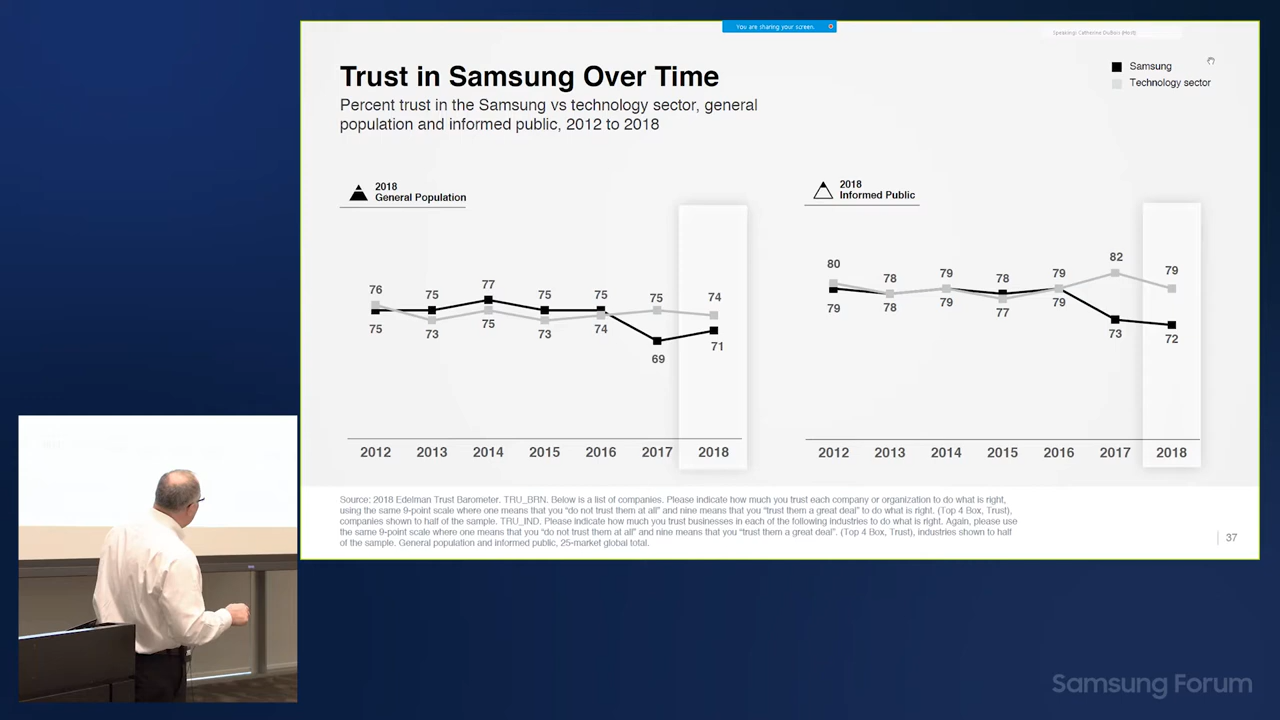 You are sharing your screen.
Speaking: Catherine DuBois (Host)
Trust in Samsung Over Time
Percent trust in the Samsung vs technology sector, general
population and informed public, 2012 to 2018
Samsung
Technology sector
2018
General Population
76 75 77 75 75 75 74
75 73 75 73 74 69 71
2012 2013 2014 2015 2016 2017 2018
2018
Informed Public
80 78 79 78 79 82 79
79 78 79 77 79 73 72
2012 2013 2014 2015 2016 2017 2018
Source: 2018 Edelman Trust Barometer. TRU_BRN. Below is a list of companies. Please indicate how much you trust each company or organization to do what is right,
using the same 9-point scale where one means that you “do not trust them at all” and nine means that you “trust them a great deal” to do what is right. (Top 4 Box, Trust),
companies shown to half of the sample. TRU_IND. Please indicate how much you trust businesses in each of the following industries to do what is right. Again, please use
the same 9-point scale where one means that you “do not trust them at all” and nine means that you “trust them a great deal”. (Top 4 Box, Trust), industries shown to half
of the sample. General population and informed public, 25-market global total.
37
Samsung Forum